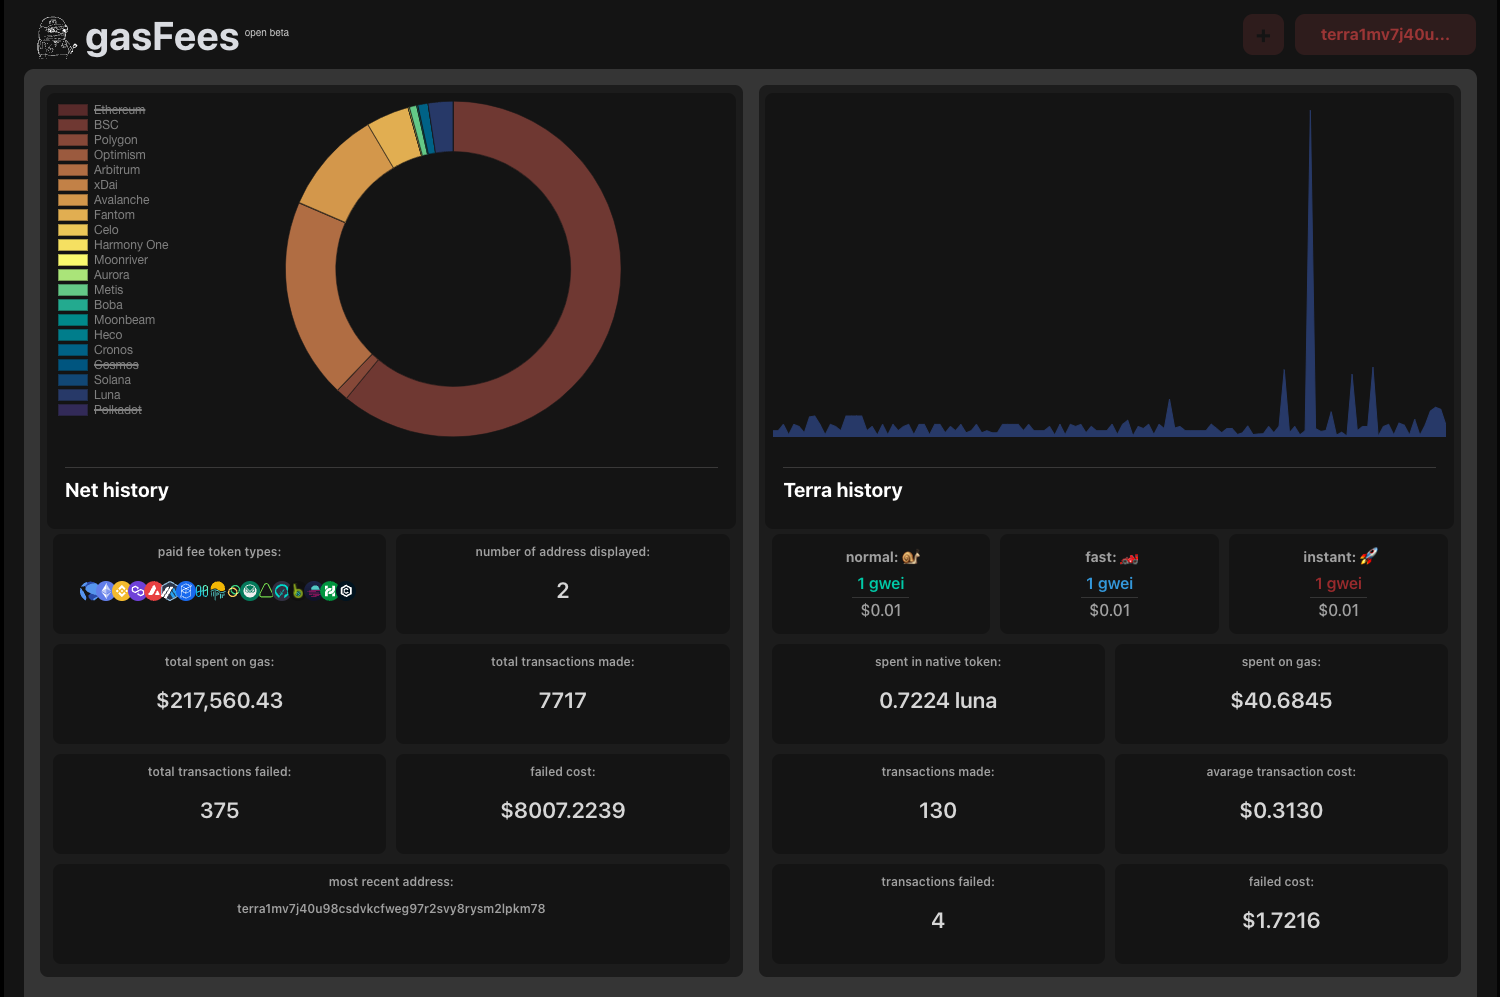 gasFees open beta
+
terra1mv7j40u...
Ethereum
BSC
Polygon
Optimism
Arbitrum
xDai
Avalanche
Fantom
Celo
Harmony One
Moonriver
Aurora
Metis
Boba
Moonbeam
Heco
Cronos
Cosmos
Solana
Luna
Polkadot
Net history
paid fee token types:
number of address displayed:
2
total spent on gas:
$217,560.43
total transactions made:
7717
total transactions failed:
375
failed cost:
$8007.2239
most recent address:
terra1mv7j40u98csdvkcfweg97r2svy8rysm2lpkm78
Terra history
normal: 🐌
1 gwei
$0.01
fast: 🏎️
1 gwei
$0.01
instant: 🚀
1 gwei
$0.01
spent in native token:
0.7224 luna
spent on gas:
$40.6845
transactions made:
130
avarage transaction cost:
$0.3130
transactions failed:
4
failed cost:
$1.7216